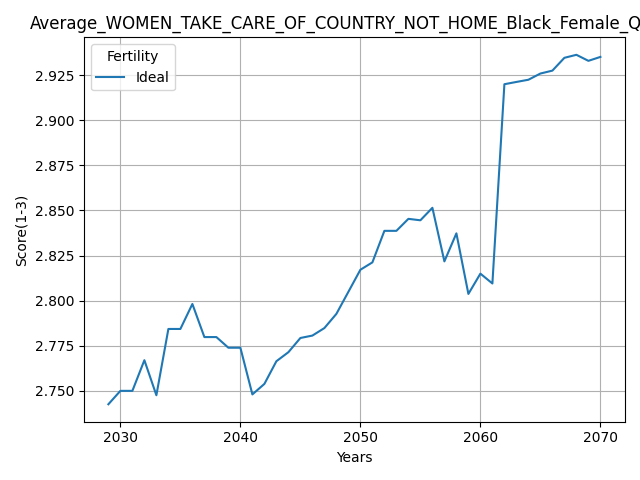 Average_WOMEN_TAKE_CARE_OF_COUNTRY_NOT_HOME_Black_Female_Q
Fertility
Ideal
Score(1-3)
2.925
2.900
2.875
2.850
2.825
2.800
2.775
2.750
2030 2040 2050 2060 2070
Years